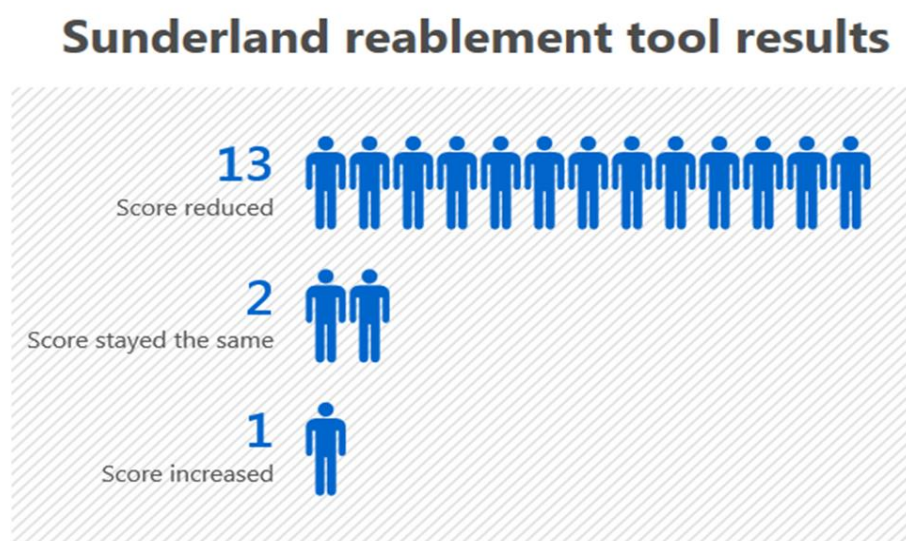 Sunderland reablement tool results
13
Score reduced
2
Score stayed the same
1
Score increased